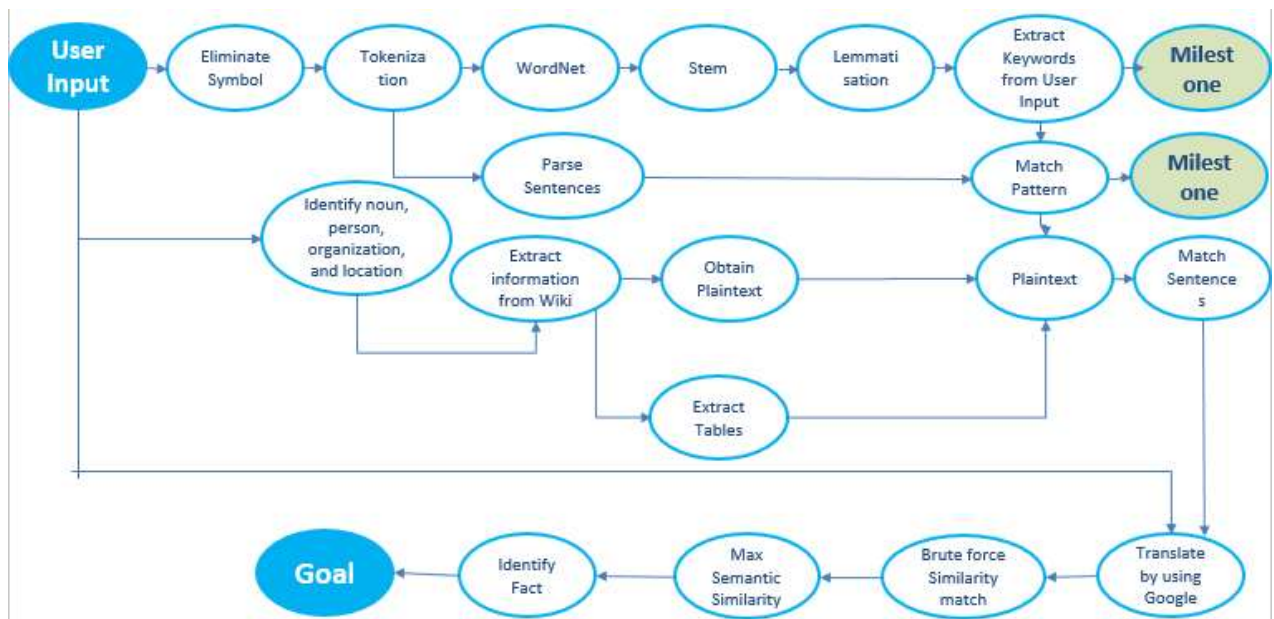 User
Input
Eliminate
Symbol
Tokeniza
tion
WordNet
Stem
Lemmati
sation
Extract
Keywords
from User
Input
Milest
one
Parse
Sentences
Match
Pattern
Milest
one
Identify noun,
person,
organization,
and location
Extract
information
from Wiki
Obtain
Plaintext
Plaintext
Match
Sentence
s
Extract
Tables
Goal
Identify
Fact
Max
Semantic
Similarity
Brute force
Similarity
match
Translate
by using
Google